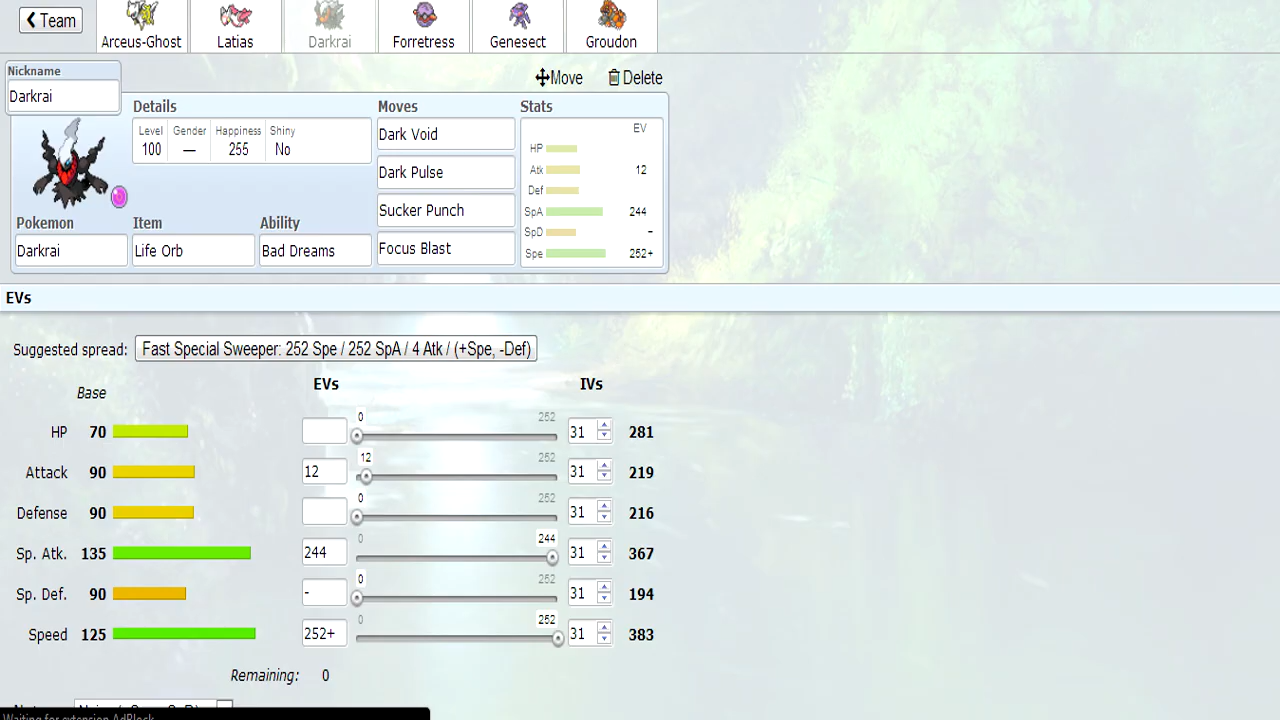 Team
Arceus-Ghost Latias Darkrai Forretress Genesect Groudon
Nickname
Darkrai
Move Delete
Details
Level Gender Happiness Shiny
100 — 255 No
Pokemon Item Ability
Darkrai Life Orb Bad Dreams
Moves
Dark Void
Dark Pulse
Sucker Punch
Focus Blast
Stats
EV
HP
Atk 12
Def
SpA 244
SpD -
Spe 252+
EVs
Suggested spread: Fast Special Sweeper: 252 Spe / 252 SpA / 4 Atk / (+Spe, -Def)
Base EVs IVs
HP 70 0 252 31 281
Attack 90 12 12 252 31 219
Defense 90 0 252 31 216
Sp. Atk. 135 244 0 244 31 367
Sp. Def. 90 - 0 252 31 194
Speed 125 252+ 0 252 31 383
Remaining: 0
Waiting for extension AdBlock